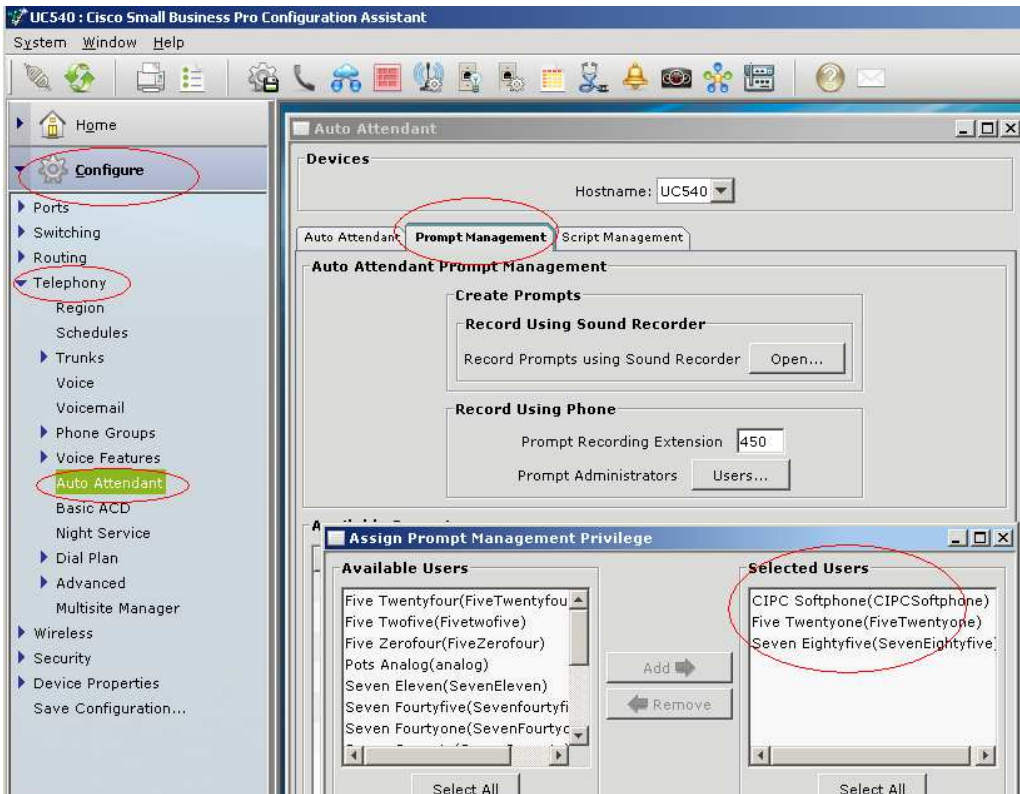 UC540 : Cisco Small Business Pro Configuration Assistant
System Window Help
Home
Configure
Ports
Switching
Routing
Telephony
Region
Schedules
Trunks
Voice
Voicemail
Phone Groups
Voice Features
Auto Attendant
Basic ACD
Night Service
Dial Plan
Advanced
Multisite Manager
Wireless
Security
Device Properties
Save Configuration...
Auto Attendant
Devices
Hostname: UC540
Auto Attendant Prompt Management Script Management
Auto Attendant Prompt Management
Create Prompts
Record Using Sound Recorder
Record Prompts using Sound Recorder Open...
Record Using Phone
Prompt Recording Extension 450
Prompt Administrators Users...
Assign Prompt Management Privilege
Available Users
Five Twentyfour(FiveTwentyfou
Five Twofive(Fivetwofive)
Five Zerofour(FiveZerofour)
Pots Analog(analog)
Seven Eleven(SevenEleven)
Seven Fourtyfive(Sevenfourtyfi
Seven Fourtyone(SevenFourtyo
Select All
Add
Remove
Selected Users
CIPC Softphone(CIPCSoftphone)
Five Twentyone(FiveTwentyone)
Seven Eightyfive(SevenEightyfive
Select All